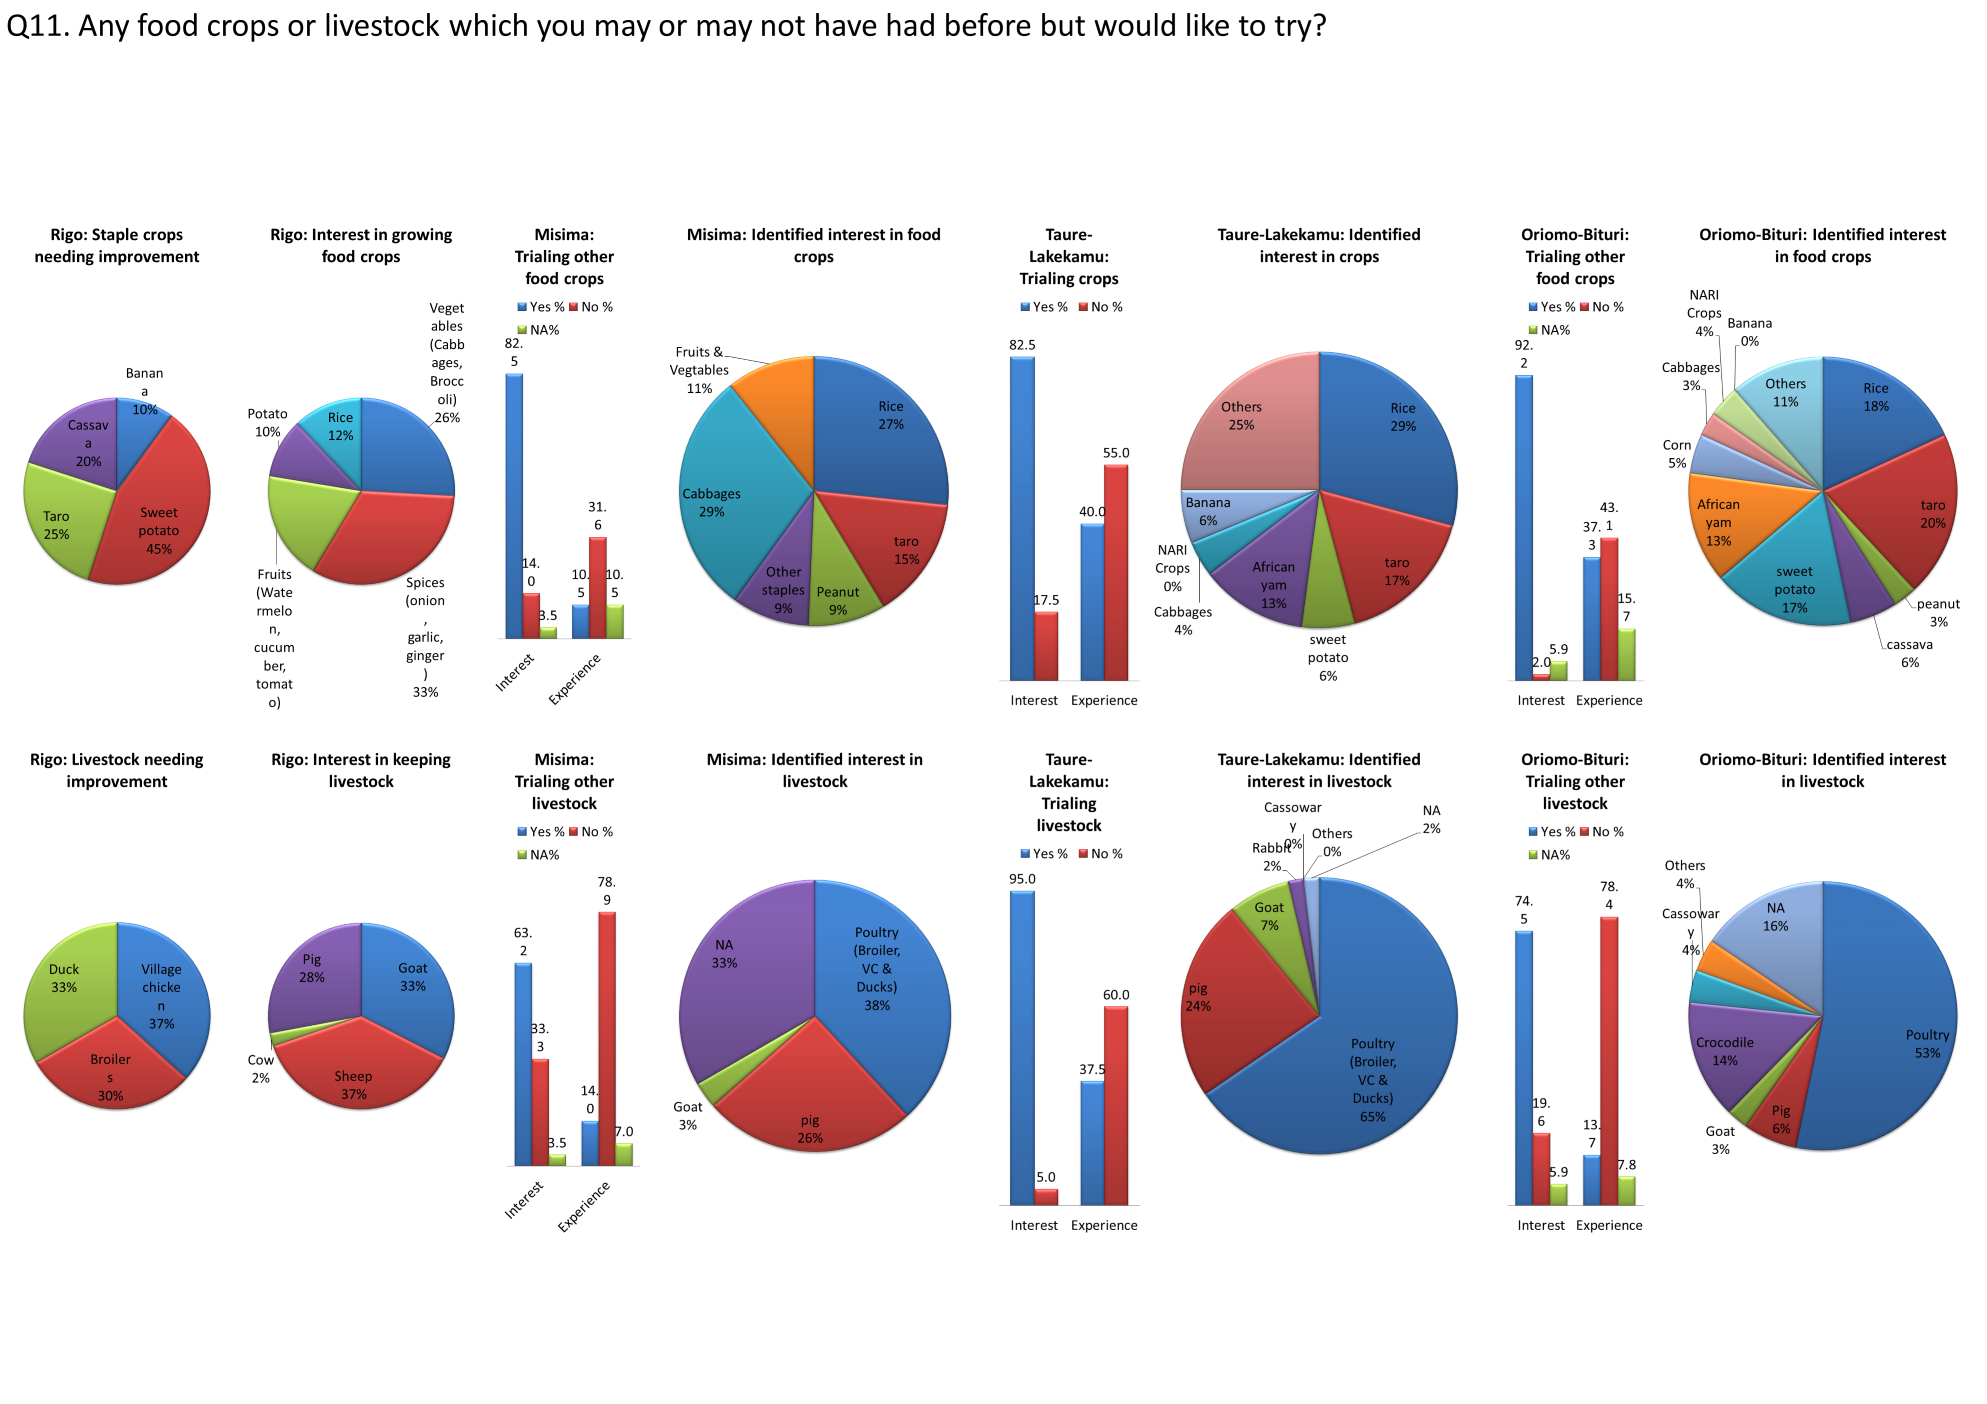 Q11. Any food crops or livestock which you may or may not have had before but would like to try?
Rigo: Staple crops
needing improvement
Banan
a
10%
Sweet
potato
45%
Taro
25%
Cassav
a
20%
Rigo: Interest in growing
food crops
Veget
ables
(Cabb
ages,
Brocc
oli)
26%
Spices
(onion
,
garlic,
ginger
)
33%
Fruits
(Wate
rmelo
n,
cucum
ber,
tomat
o)
Potato
10%
Rice
12%
Misima:
Trialing other
food crops
Yes % No %
NA%
82.
5
14.
0
3.5
10.
5
31.
6
10.
5
Interest
Experience
Misima: Identified interest in food
crops
Rice
27%
taro
15%
Peanut
9%
Other
staples
9%
Cabbages
29%
Fruits &
Vegtables
11%
Taure-
Lakekamu:
Trialing crops
Yes % No %
82.5
17.5
40.0
55.0
Interest Experience
Taure-Lakekamu: Identified
interest in crops
Rice
29%
taro
17%
sweet
potato
6%
African
yam
13%
Cabbages
4%
NARI
Crops
0%
Banana
6%
Others
25%
Oriomo-Bituri:
Trialing other
food crops
Yes % No %
NA%
92.
2
2.0
5.9
37.
3
43.
1
15.
7
Interest Experience
Oriomo-Bituri: Identified interest
in food crops
Rice
18%
taro
20%
peanut
3%
cassava
6%
sweet
potato
17%
African
yam
13%
Corn
5%
Cabbages
3%
NARI
Crops
4%
Banana
0%
Others
11%
Rigo: Livestock needing
improvement
Village
chicke
n
37%
Broiler
s
30%
Duck
33%
Rigo: Interest in keeping
livestock
Goat
33%
Sheep
37%
Cow
2%
Pig
28%
Misima:
Trialing other
livestock
Yes % No %
NA%
63.
2
33.
3
3.5
14.
0
78.
9
7.0
Interest
Experience
Misima: Identified interest in
livestock
Poultry
(Broiler,
VC &
Ducks)
38%
pig
26%
Goat
3%
NA
33%
Taure-
Lakekamu:
Trialing
livestock
Yes % No %
95.0
5.0
37.5
60.0
Interest Experience
Taure-Lakekamu: Identified
interest in livestock
Poultry
(Broiler,
VC &
Ducks)
65%
pig
24%
Goat
7%
Rabbit
2%
Cassowar
y
0%
Others
0%
NA
2%
Oriomo-Bituri:
Trialing other
livestock
Yes % No %
NA%
74.
5
19.
6
5.9
13.
7
78.
4
7.8
Interest Experience
Oriomo-Bituri: Identified interest
in livestock
Poultry
53%
Pig
6%
Goat
3%
Crocodile
14%
Cassowar
y
4%
Others
4%
NA
16%